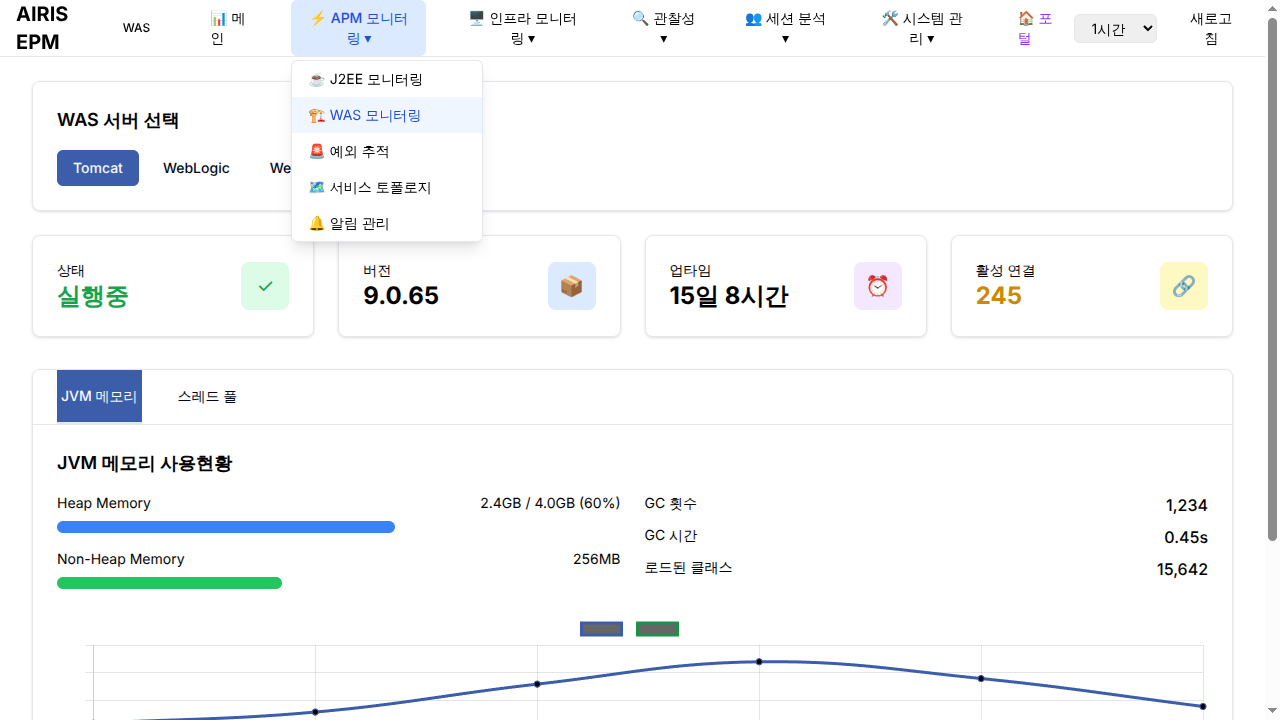 AIRIS
EPM
WAS
📊 메
인
⚡ APM 모니터
링 ▾
🖥️ 인프라 모니터
링 ▾
🔍 관찰성
▾
👥 세션 분석
▾
🛠️ 시스템 관
리 ▾
🏠 포
털
1시간
새로고
침
☕ J2EE 모니터링
🏗️ WAS 모니터링
🚨 예외 추적
🗺️ 서비스 토폴로지
🔔 알림 관리
WAS 서버 선택
Tomcat
WebLogic
We
상태
실행중
버전
9.0.65
업타임
15일 8시간
활성 연결
245
JVM 메모리
스레드 풀
JVM 메모리 사용현황
Heap Memory
2.4GB / 4.0GB (60%)
Non-Heap Memory
256MB
GC 횟수
1,234
GC 시간
0.45s
로드된 클래스
15,642